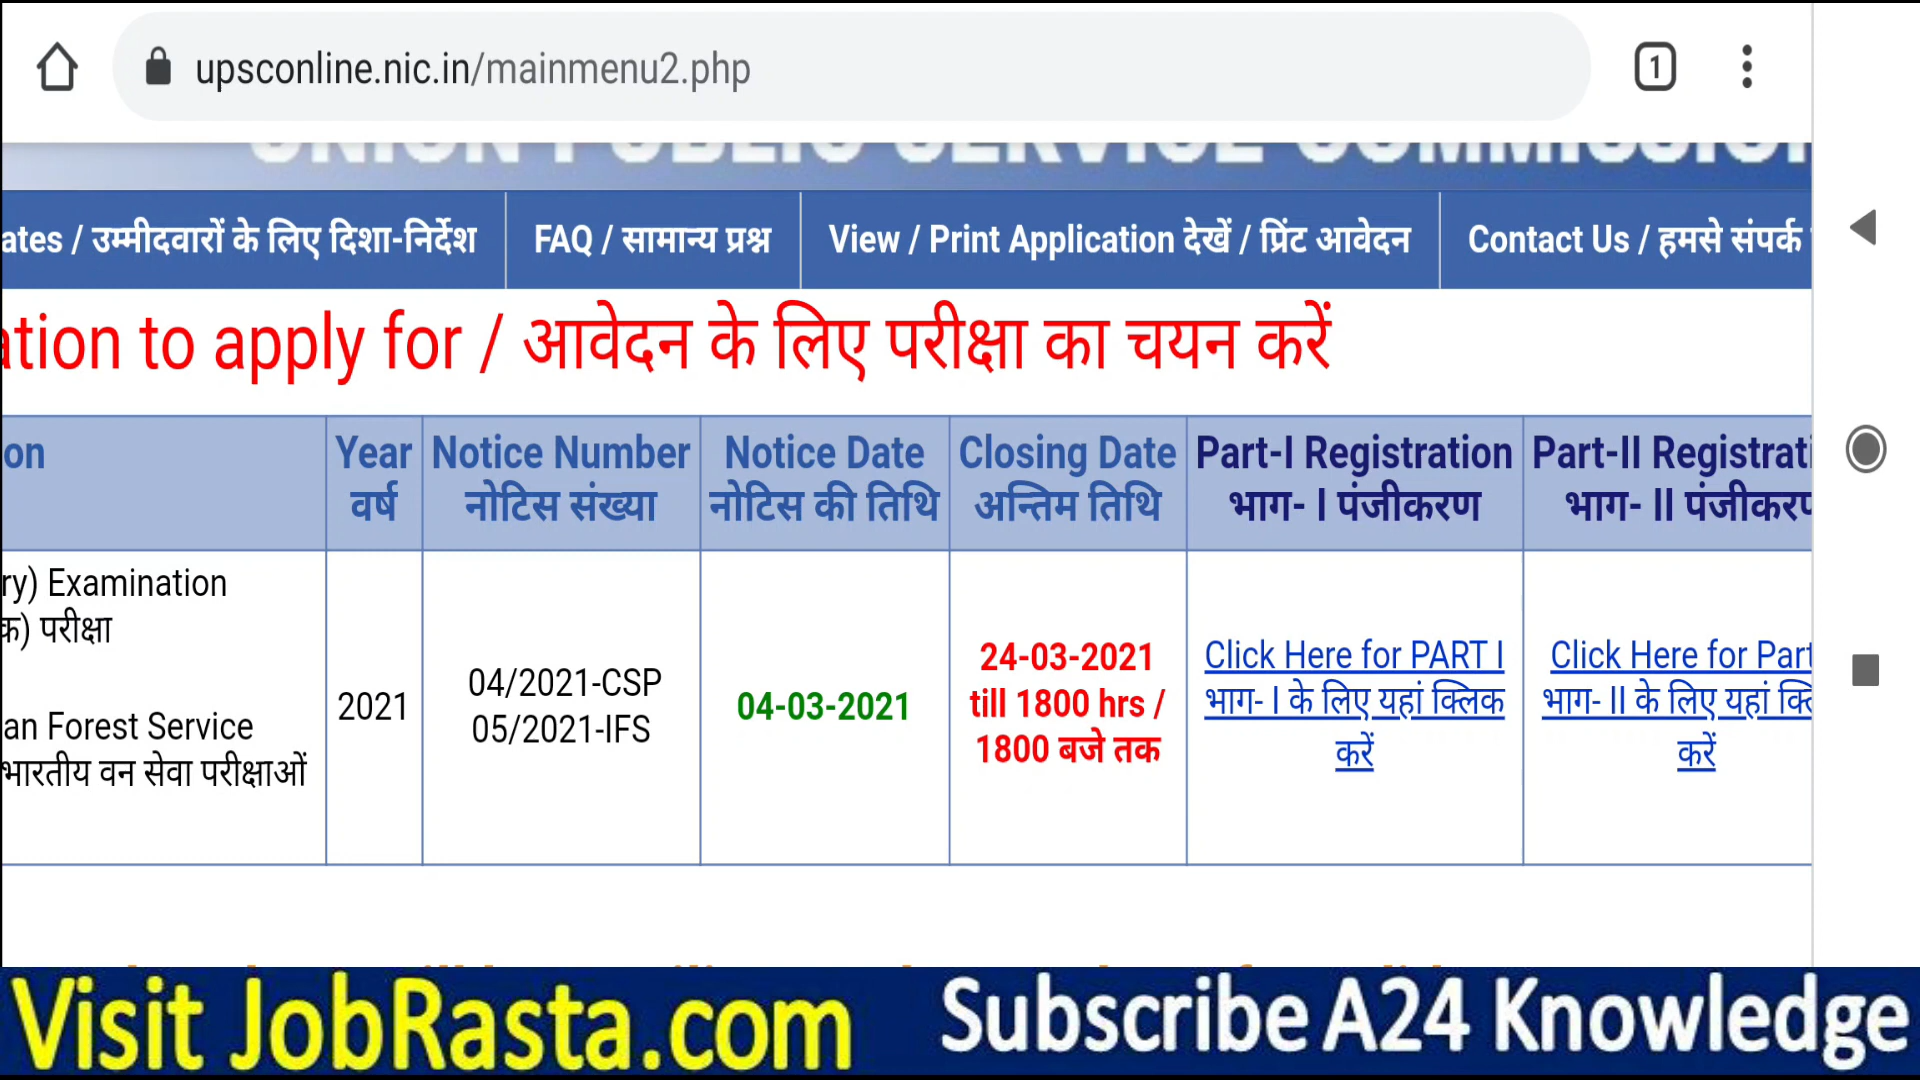 upsconline.nic.in/mainmenu2.php
1
UNION PUBLIC SERVICE COMMISSION
ates / उम्मीदवारों के लिए दिशा-निर्देश
FAQ / सामान्य प्रश्न
View / Print Application देखें / प्रिंट आवेदन
Contact Us / हमसे संपर्क
ation to apply for / आवेदन के लिए परीक्षा का चयन करें
on
Year
वर्ष
Notice Number
नोटिस संख्या
Notice Date
नोटिस की तिथि
Closing Date
अन्तिम तिथि
Part-I Registration
भाग- I पंजीकरण
Part-II Registrati
भाग- II पंजीकरण
ry) Examination
क) परीक्षा
an Forest Service
भारतीय वन सेवा परीक्षाओं
2021
04/2021-CSP
05/2021-IFS
04-03-2021
24-03-2021
till 1800 hrs /
1800 बजे तक
Click Here for PART I
भाग- I के लिए यहां क्लिक
करें
Click Here for Part
भाग- II के लिए यहां क्लि
करें
Visit JobRasta.com
Subscribe A24 Knowledge